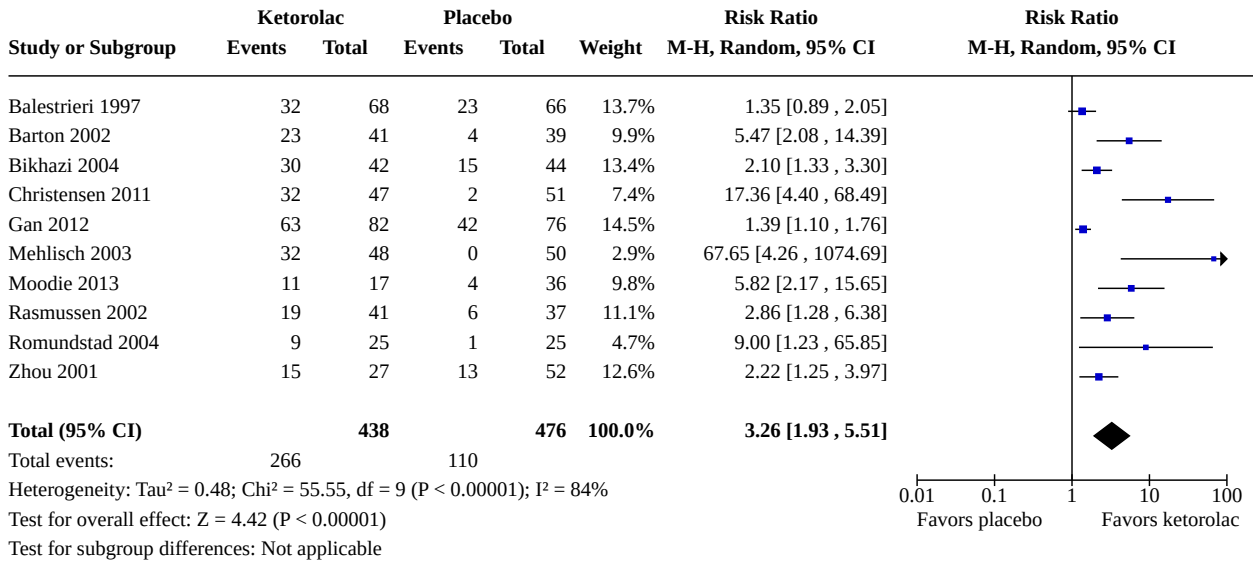 Ketorolac Placebo Risk Ratio Risk Ratio
Study or Subgroup Events Total Events Total Weight M-H, Random, 95% CI M-H, Random, 95% CI
Balestrieri 1997 32 68 23 66 13.7% 1.35 [0.89 , 2.05]
Barton 2002 23 41 4 39 9.9% 5.47 [2.08 , 14.39]
Bikhazi 2004 30 42 15 44 13.4% 2.10 [1.33 , 3.30]
Christensen 2011 32 47 2 51 7.4% 17.36 [4.40 , 68.49]
Gan 2012 63 82 42 76 14.5% 1.39 [1.10 , 1.76]
Mehlisch 2003 32 48 0 50 2.9% 67.65 [4.26 , 1074.69]
Moodie 2013 11 17 4 36 9.8% 5.82 [2.17 , 15.65]
Rasmussen 2002 19 41 6 37 11.1% 2.86 [1.28 , 6.38]
Romundstad 2004 9 25 1 25 4.7% 9.00 [1.23 , 65.85]
Zhou 2001 15 27 13 52 12.6% 2.22 [1.25 , 3.97]
Total (95% CI) 438 476 100.0% 3.26 [1.93 , 5.51]
Total events: 266 110
Heterogeneity: Tau² = 0.48; Chi² = 55.55, df = 9 (P < 0.00001); I² = 84%
Test for overall effect: Z = 4.42 (P < 0.00001)
Test for subgroup differences: Not applicable
0.01 0.1 1 10 100
Favors placebo Favors ketorolac